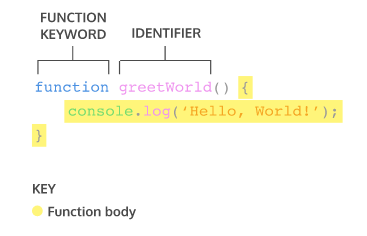 FUNCTION
KEYWORD
IDENTIFIER
function greetWorld() {
console.log(‘Hello, World!’);
}
KEY
Function body